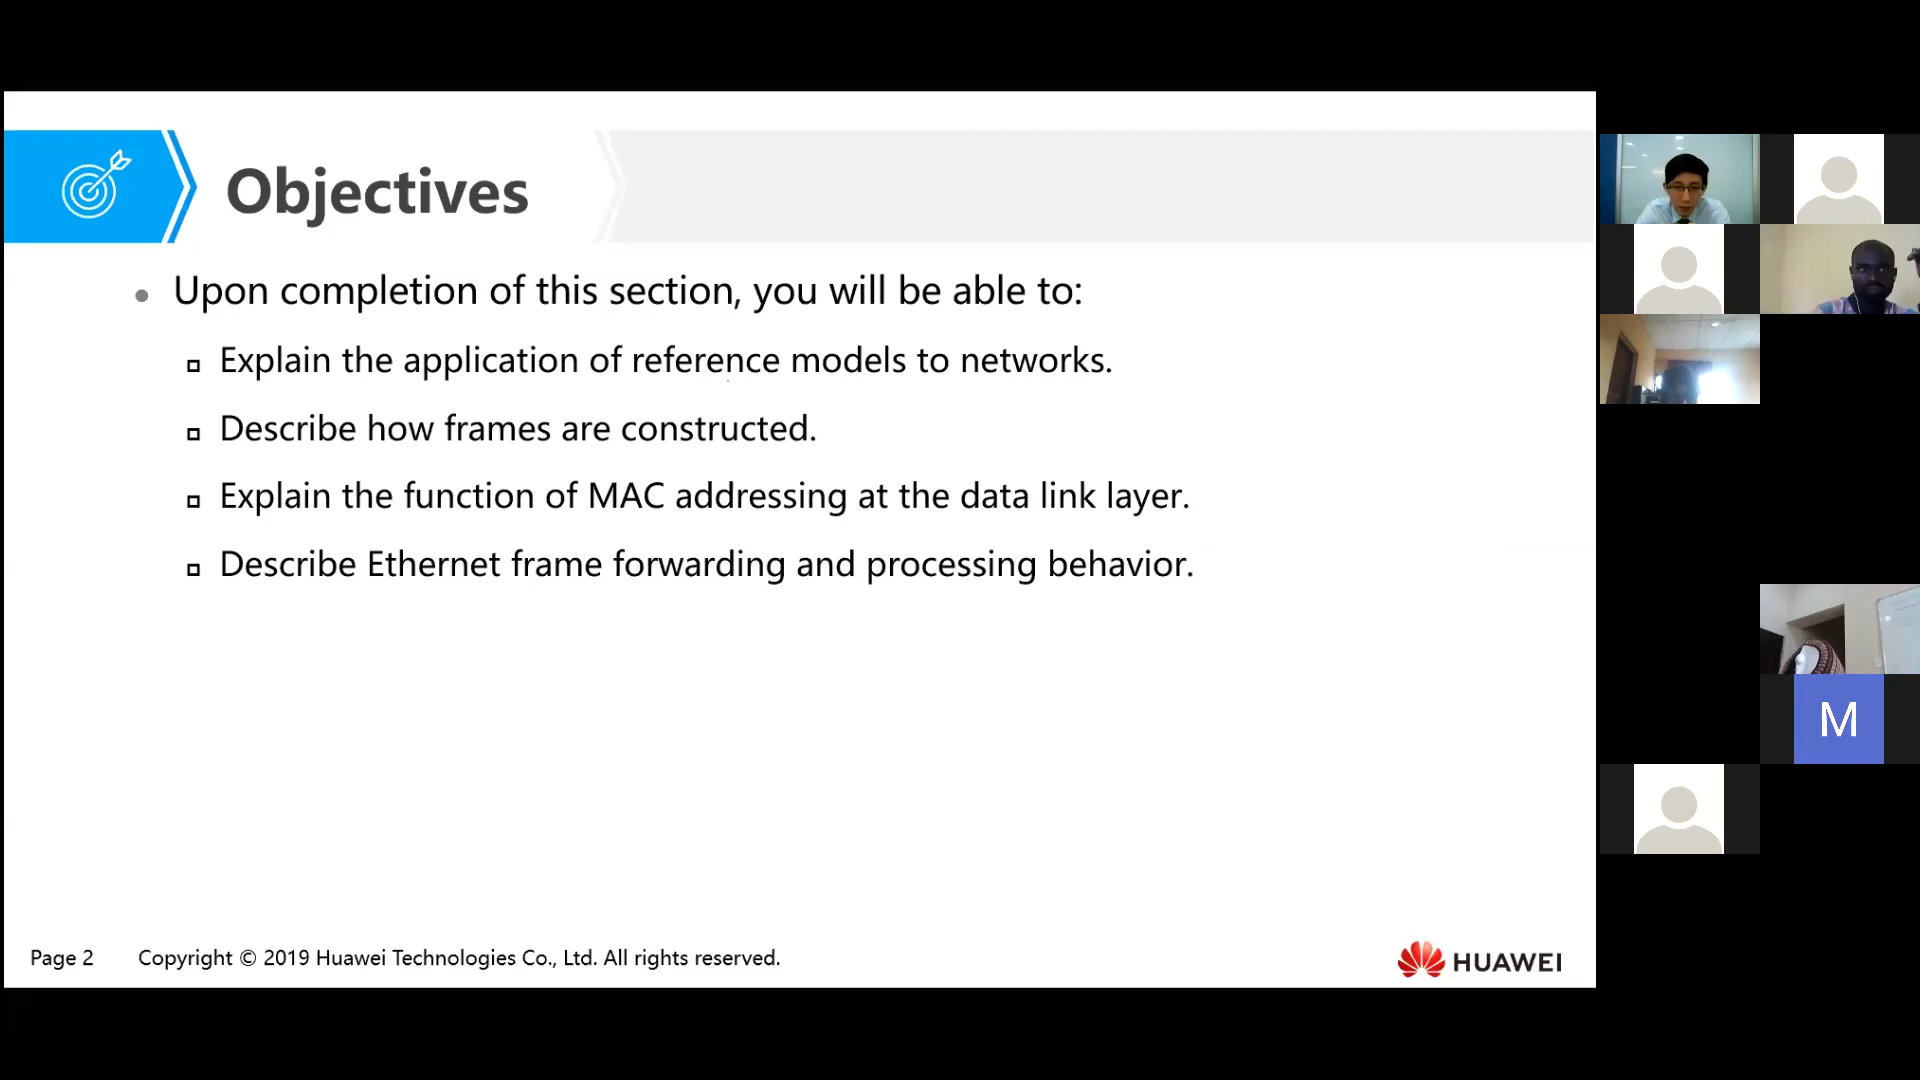 Objectives
Upon completion of this section, you will be able to:
Explain the application of reference models to networks.
Describe how frames are constructed.
Explain the function of MAC addressing at the data link layer.
Describe Ethernet frame forwarding and processing behavior.
M
Page 2 Copyright © 2019 Huawei Technologies Co., Ltd. All rights reserved.
HUAWEI